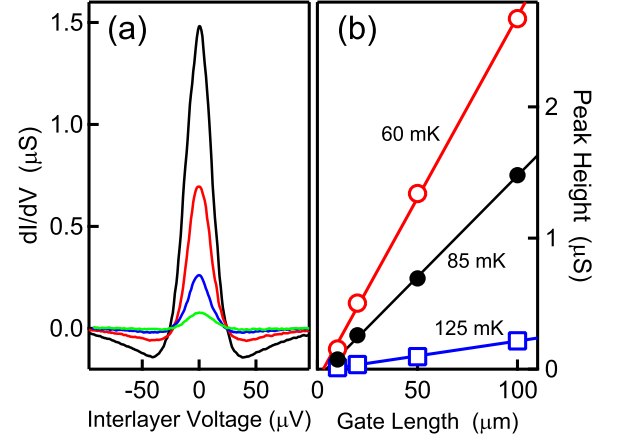 (a)
(b)
1.5
1.0
0.5
0.0
dI/dV (μS)
-50
0
50
Interlayer Voltage (μV)
60 mK
85 mK
125 mK
2
1
0
Peak Height (μS)
0
50
100
Gate Length (μm)